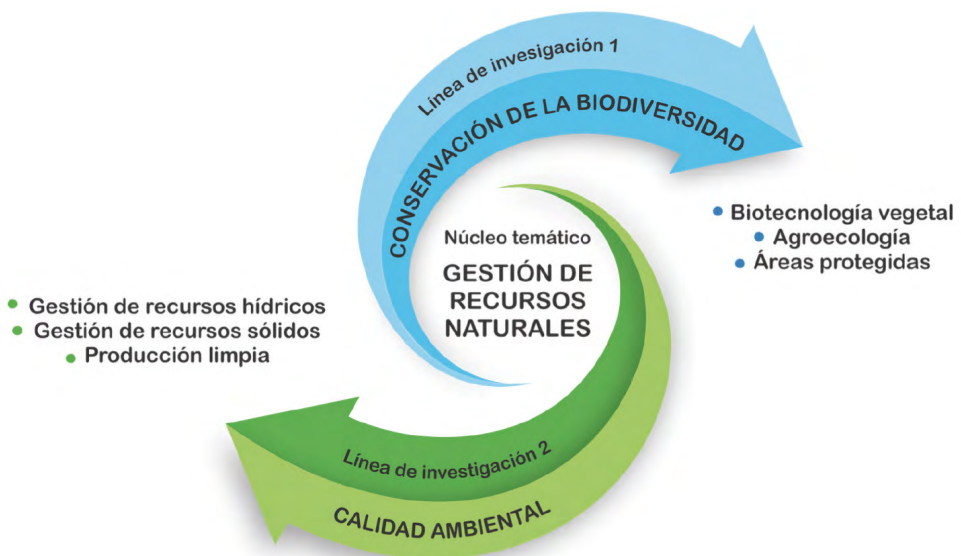 Línea de invesigación 1
CONSERVACIÓN DE LA BIODIVERSIDAD
• Biotecnología vegetal
• Agroecología
• Áreas protegidas
Núcleo temático
GESTIÓN DE
RECURSOS
NATURALES
• Gestión de recursos hídricos
• Gestión de recursos sólidos
• Producción limpia
Línea de investigación 2
CALIDAD AMBIENTAL